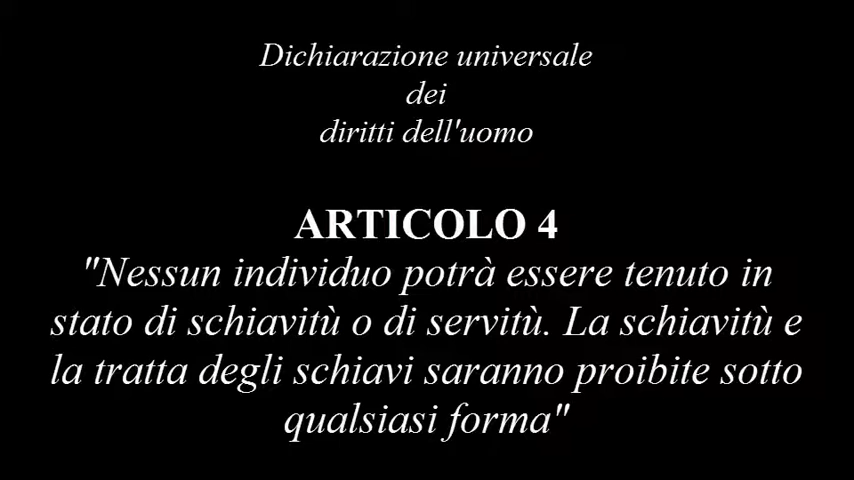 Dichiarazione universale
dei
diritti dell'uomo
ARTICOLO 4
"Nessun individuo potrà essere tenuto in
stato di schiavitù o di servitù. La schiavitù e
la tratta degli schiavi saranno proibite sotto
qualsiasi forma"